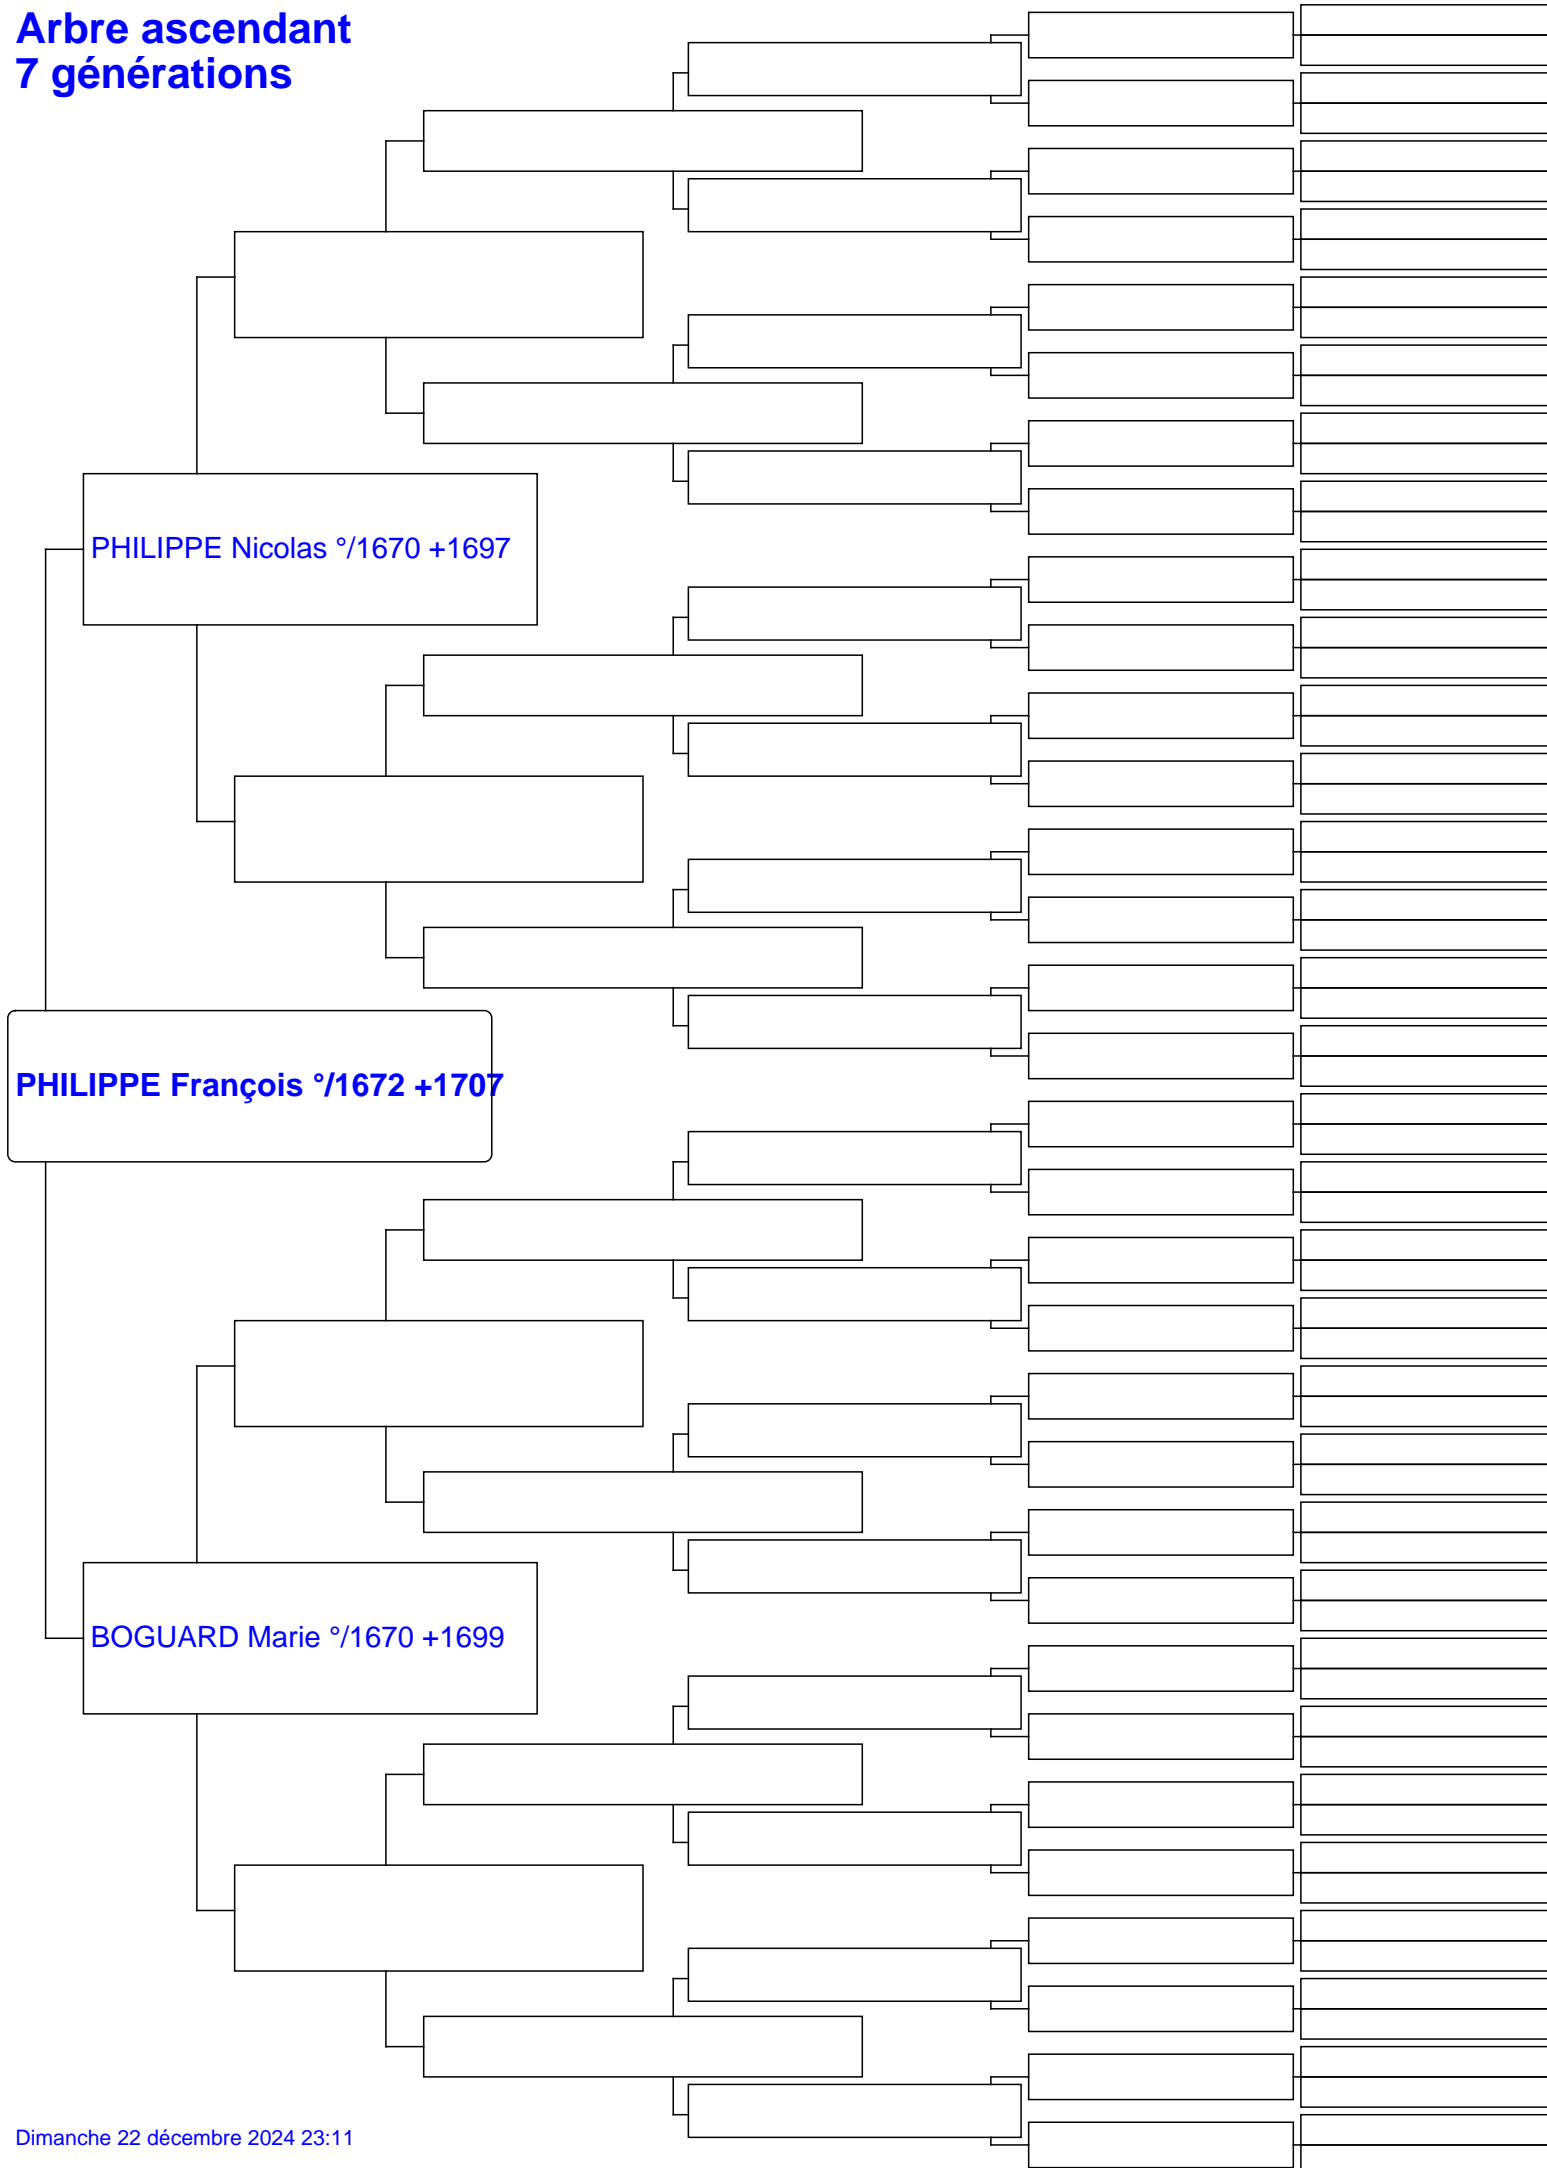 Arbre ascendant
7 générations
PHILIPPE Nicolas °/1670 +1697
PHILIPPE François °/1672 +1707
BOGUARD Marie °/1670 +1699
Dimanche 22 décembre 2024 23:11